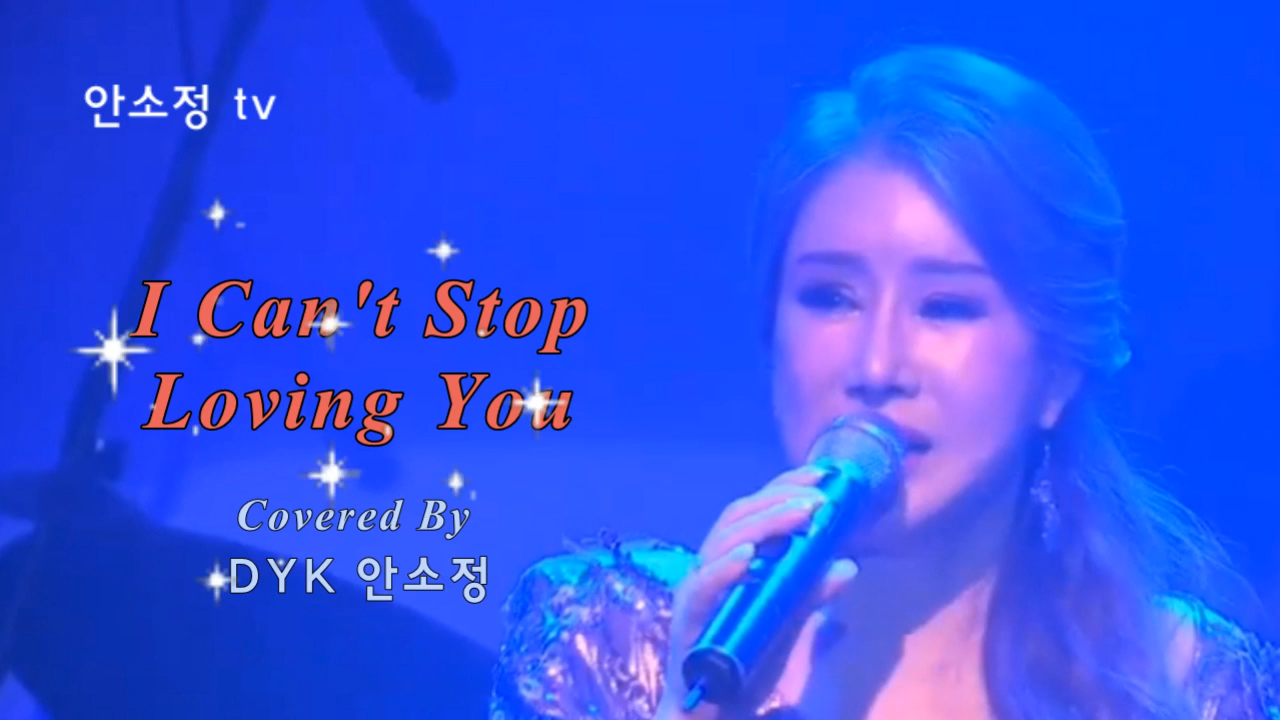 안소정 tv
I Can't Stop
Loving You
Covered By
DYK 안소정